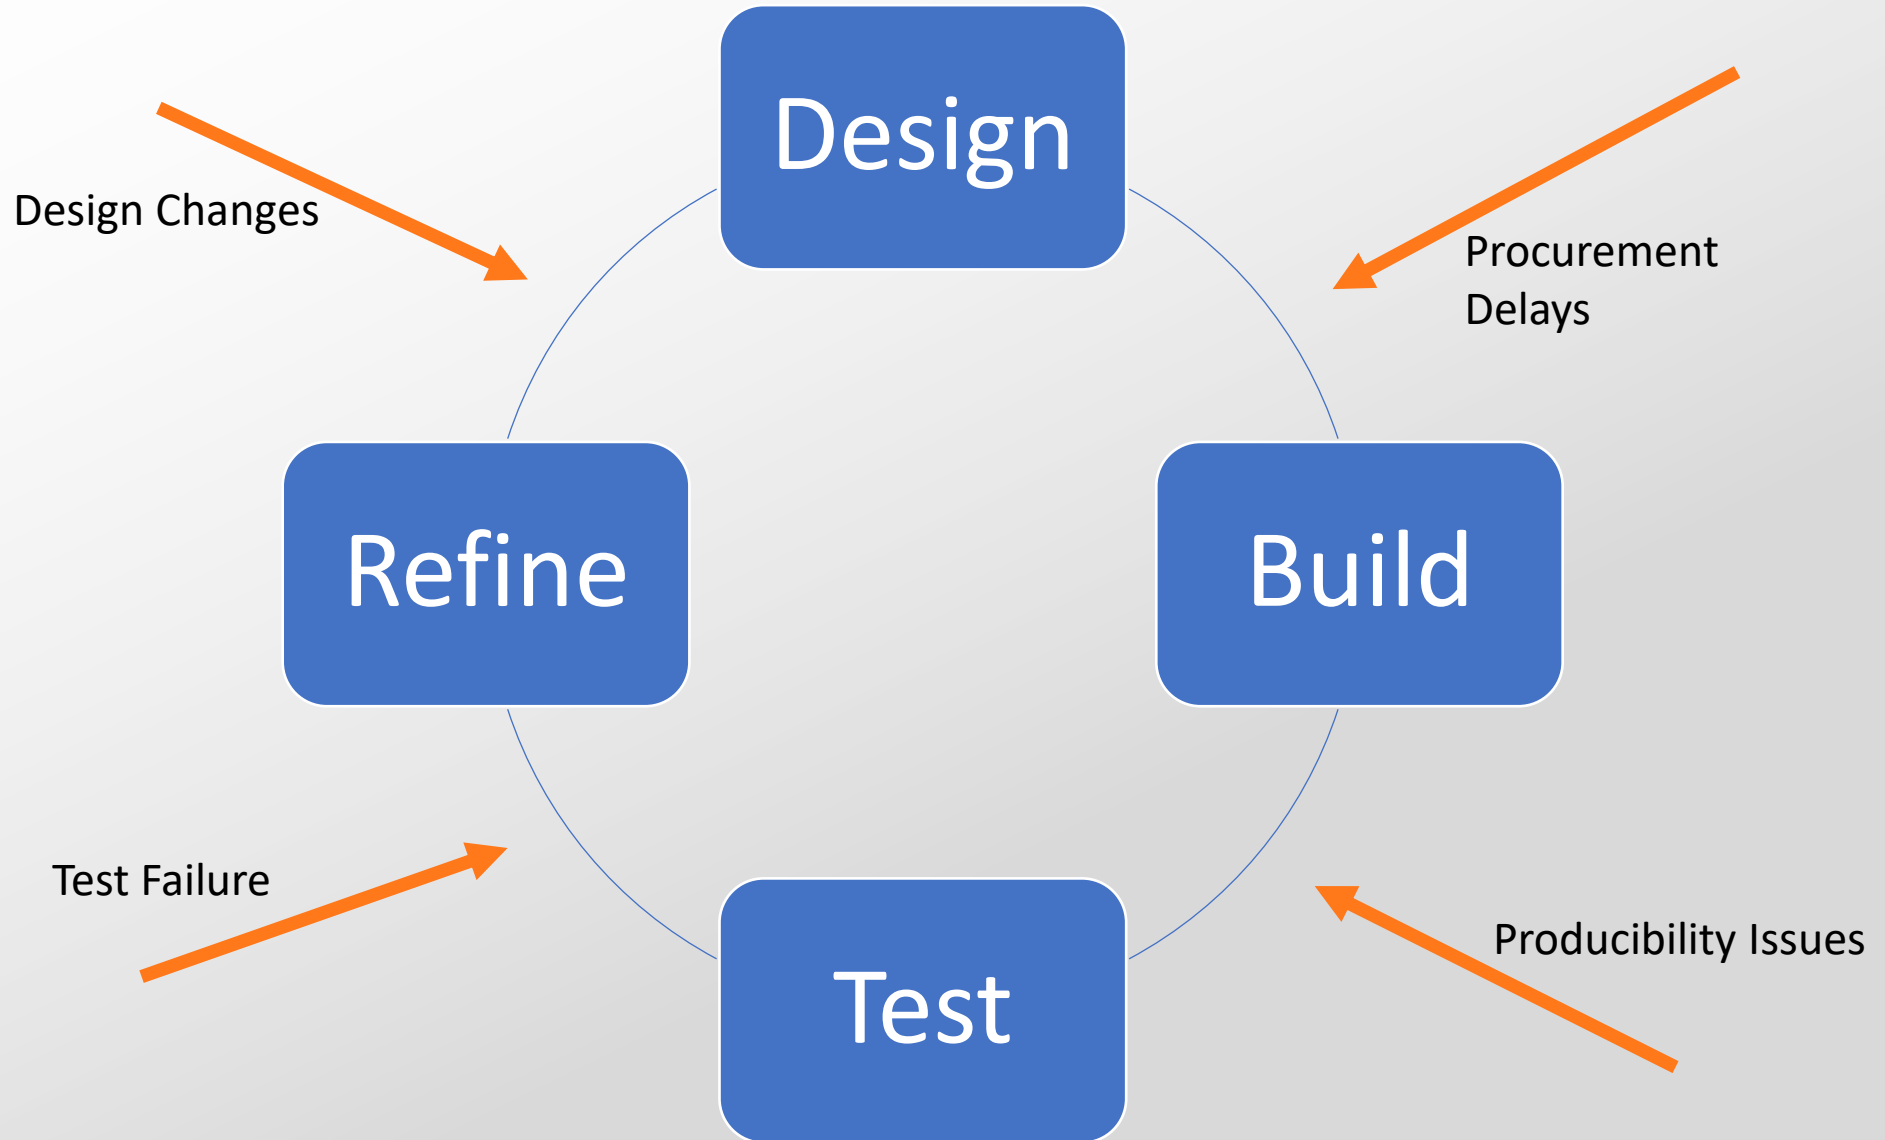 Design
Design Changes
Procurement
Delays
Refine
Build
Test Failure
Producibility Issues
Test